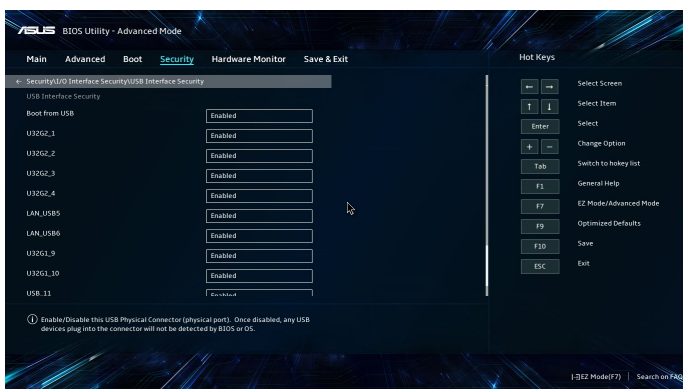 ASUS BIOS Utility - Advanced Mode
Main Advanced Boot Security Hardware Monitor Save & Exit
Hot Keys
← Security\I/O Interface Security\USB Interface Security
USB Interface Security
Boot from USB Enabled
U32G2_1 Enabled
U32G2_2 Enabled
U32G2_3 Enabled
U32G2_4 Enabled
LAN_USB5 Enabled
LAN_USB6 Enabled
U32G1_9 Enabled
U32G1_10 Enabled
USB_11 Enabled
← → Select Screen
↑ ↓ Select Item
Enter Select
+ − Change Option
Tab Switch to hokey list
F1 General Help
F7 EZ Mode/Advanced Mode
F9 Optimized Defaults
F10 Save
ESC Exit
Enable/Disable this USB Physical Connector (physical port). Once disabled, any USB
devices plug into the connector will not be detected by BIOS or OS.
EZ Mode(F7) | Search on FAQ